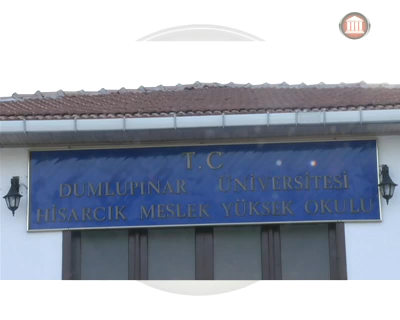 T.C
DUMLUPINAR ÜNİVERSİTESİ
HİSARCIK MESLEK YÜKSEK OKULU